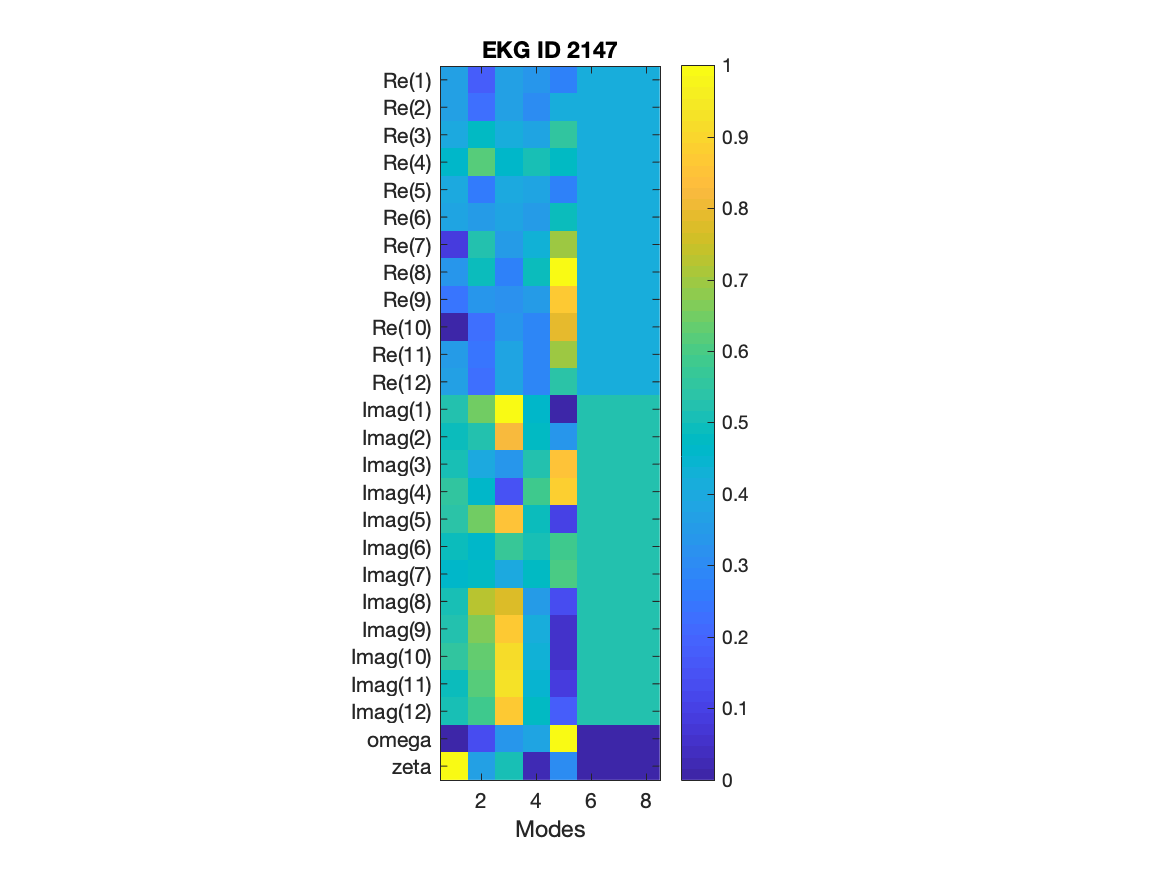 EKG ID 2147
Re(1)
Re(2)
Re(3)
Re(4)
Re(5)
Re(6)
Re(7)
Re(8)
Re(9)
Re(10)
Re(11)
Re(12)
Imag(1)
Imag(2)
Imag(3)
Imag(4)
Imag(5)
Imag(6)
Imag(7)
Imag(8)
Imag(9)
Imag(10)
Imag(11)
Imag(12)
omega
zeta
2 4 6 8
Modes
1
0.9
0.8
0.7
0.6
0.5
0.4
0.3
0.2
0.1
0